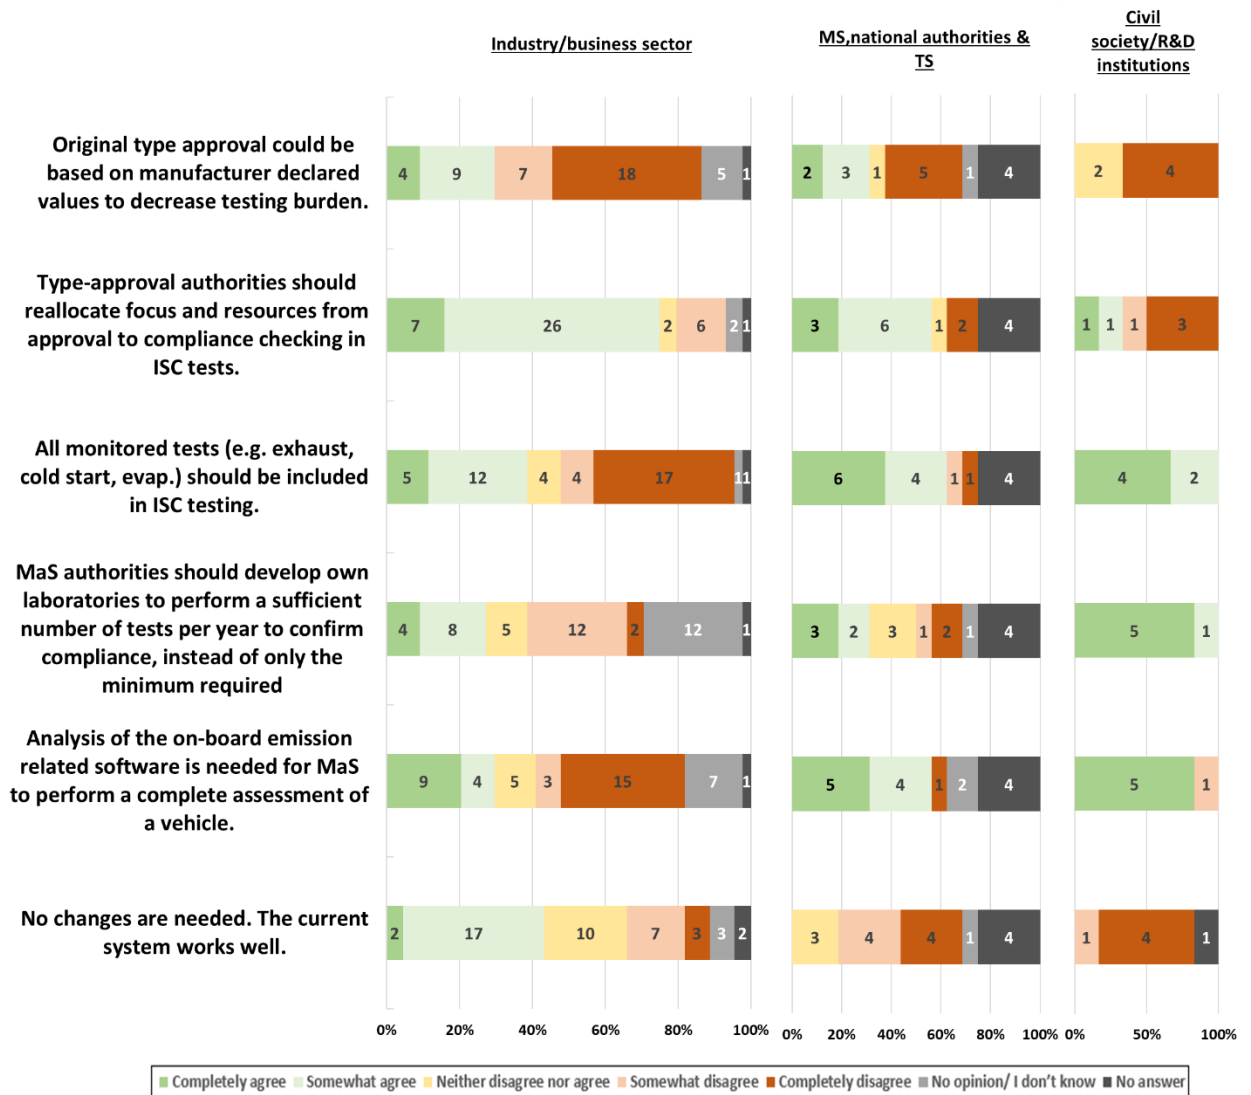 Industry/business sector
MS,national authorities &
TS
Civil
society/R&D
institutions
Original type approval could be
based on manufacturer declared
values to decrease testing burden.
4 9 7 18 5 1
2 3 1 5 1 4
2 4
Type-approval authorities should
reallocate focus and resources from
approval to compliance checking in
ISC tests.
7 26 2 6 2 1
3 6 1 2 4
1 1 1 3
All monitored tests (e.g. exhaust,
cold start, evap.) should be included
in ISC testing.
5 12 4 4 17 1 1
6 4 1 1 4
4 2
MaS authorities should develop own
laboratories to perform a sufficient
number of tests per year to confirm
compliance, instead of only the
minimum required
4 8 5 12 2 12 1
3 2 3 1 2 1 4
5 1
Analysis of the on-board emission
related software is needed for MaS
to perform a complete assessment of
a vehicle.
9 4 5 3 15 7 1
5 4 1 2 4
5 1
No changes are needed. The current
system works well.
2 17 10 7 3 3 2
3 4 4 1 4
1 4 1
0% 20% 40% 60% 80% 100%
0% 20% 40% 60% 80% 100%
0% 50% 100%
Completely agree Somewhat agree Neither disagree nor agree Somewhat disagree Completely disagree No opinion/ I don't know No answer